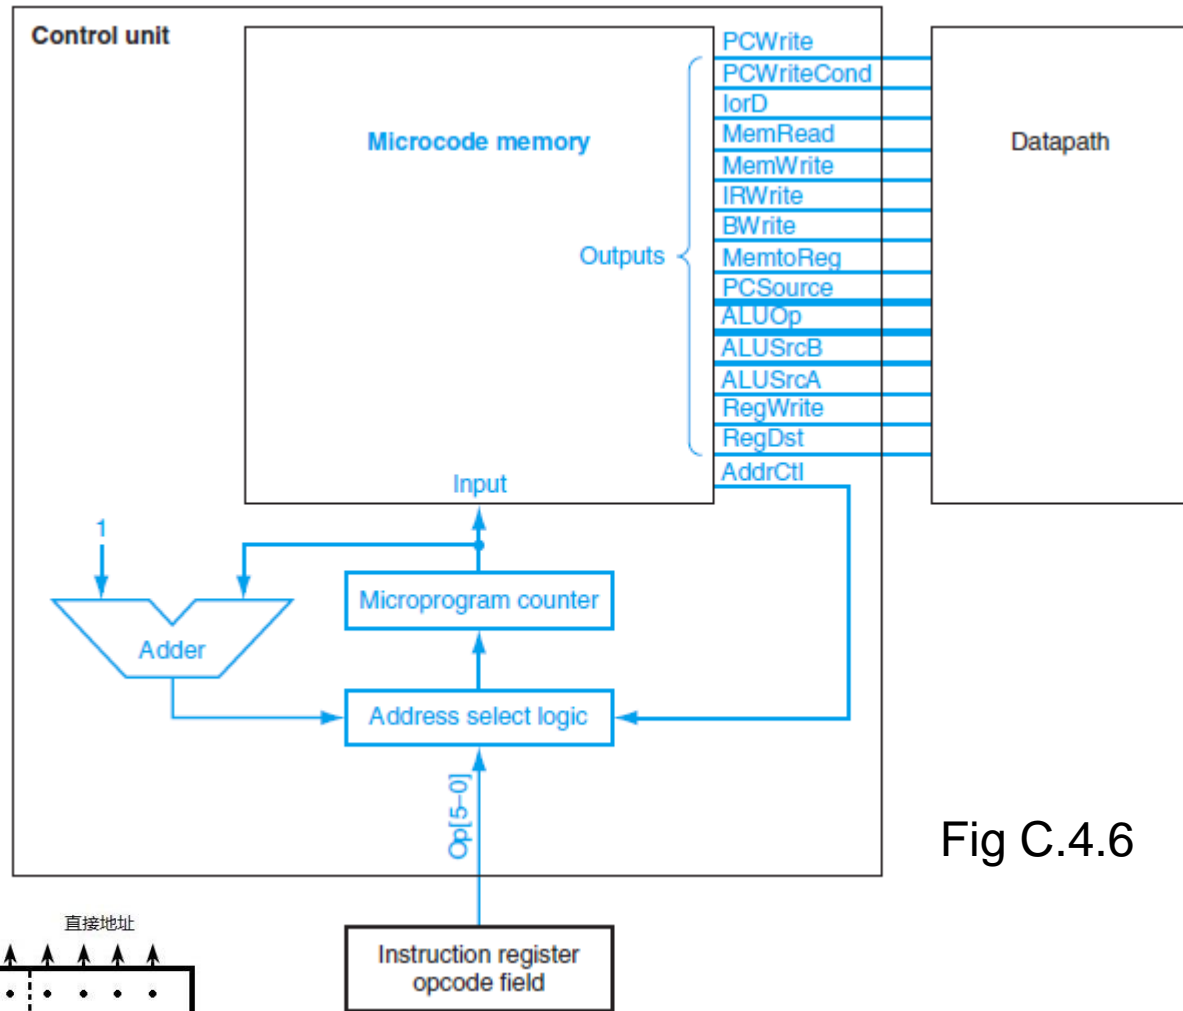 Control unit
PCWrite
PCWriteCond
IorD
MemRead
Microcode memory
Datapath
MemWrite
IRWrite
BWrite
Outputs
MemtoReg
PCSource
ALUOp
ALUSrcB
ALUSrcA
RegWrite
RegDst
AddrCtl
Input
1
Microprogram counter
Adder
Address select logic
Op[5–0]
Fig C.4.6
直接地址
Instruction register
opcode field